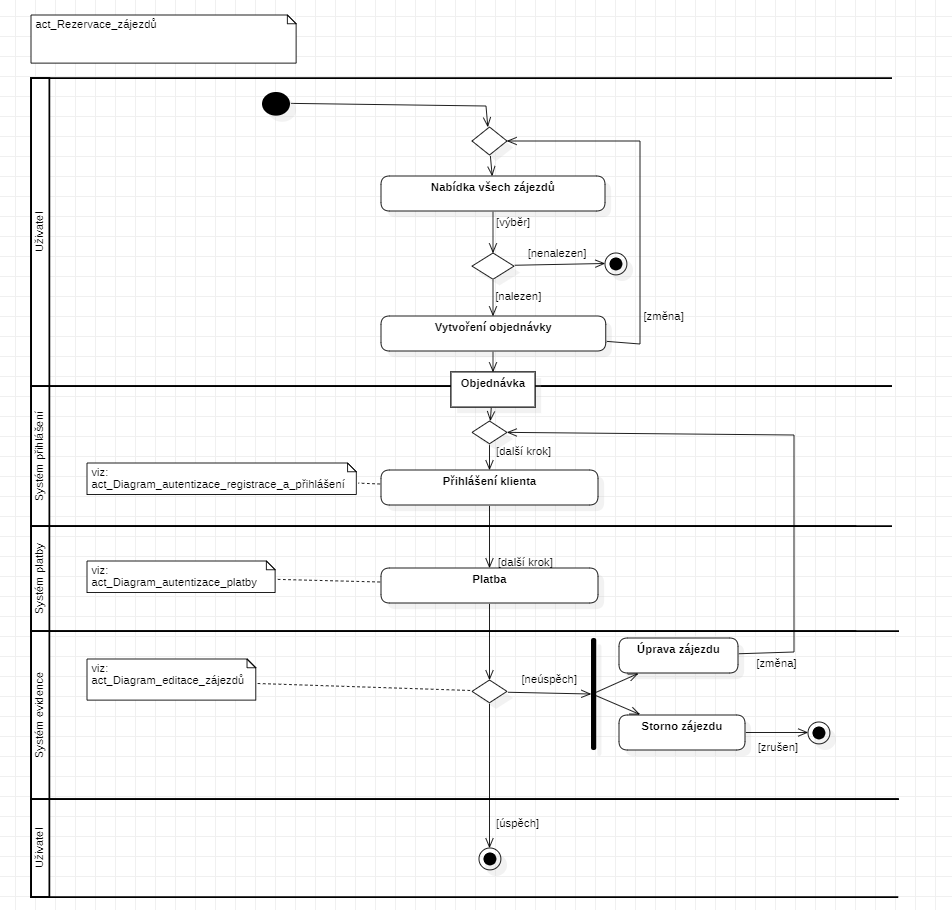 act_Rezervace_zájezdů
Uživatel
Nabídka všech zájezdů
[výběr]
[nenalezen]
[nalezen]
[změna]
Vytvoření objednávky
Objednávka
Systém přihlášení
[další krok]
viz:
act_Diagram_autentizace_registrace_a_přihlášení
Přihlášení klienta
Systém platby
[další krok]
viz:
act_Diagram_autentizace_platby
Platba
Systém evidence
Úprava zájezdu
[změna]
viz:
act_Diagram_editace_zájezdů
[neúspěch]
Storno zájezdu
[zrušen]
Uživatel
[úspěch]